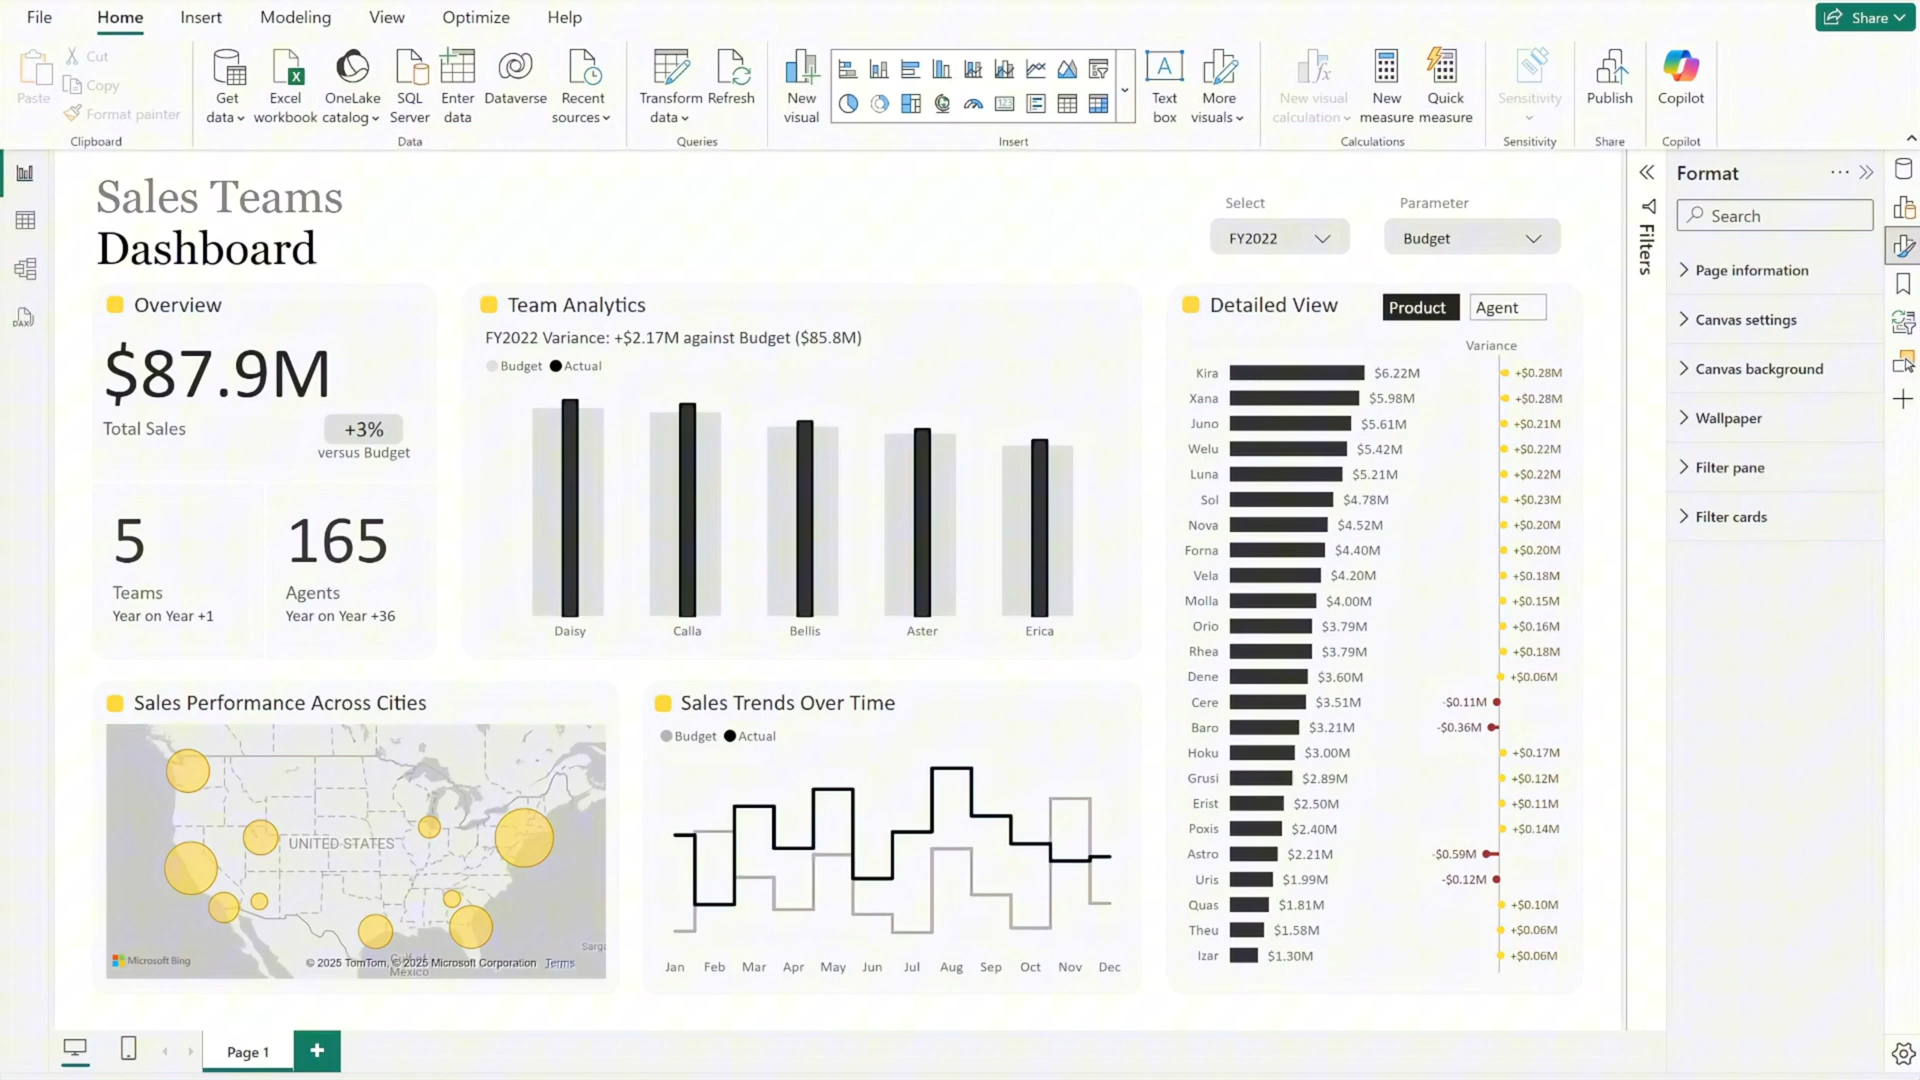 File Home Insert Modeling View Optimize Help
Share
Paste
Cut
Copy
Format painter
Clipboard
Get data
Excel workbook
OneLake catalog
SQL Server
Enter data
Dataverse
Recent sources
Data
Transform data
Refresh
Queries
New visual
123
A
Text box
More visuals
Insert
fx
New visual calculation
New measure
Quick measure
Calculations
Sensitivity
Sensitivity
Publish
Share
Copilot
Copilot
DAX
Sales Teams
Dashboard
Select
FY2022
Parameter
Budget
Overview
$87.9M
Total Sales
+3%
versus Budget
5
Teams
Year on Year +1
165
Agents
Year on Year +36
Team Analytics
FY2022 Variance: +$2.17M against Budget ($85.8M)
Budget Actual
Daisy Calla Bellis Aster Erica
Sales Performance Across Cities
UNITED STATES
Gulf of
Mexico
Microsoft Bing
© 2025 TomTom, © 2025 Microsoft Corporation Terms
Sales Trends Over Time
Budget Actual
Jan Feb Mar Apr May Jun Jul Aug Sep Oct Nov Dec
Detailed View
Product Agent
Variance
Kira $6.22M +$0.28M
Xana $5.98M +$0.28M
Juno $5.61M +$0.21M
Welu $5.42M +$0.22M
Luna $5.21M +$0.22M
Sol $4.78M +$0.23M
Nova $4.52M +$0.20M
Forna $4.40M +$0.20M
Vela $4.20M +$0.18M
Molla $4.00M +$0.15M
Orio $3.79M +$0.16M
Rhea $3.79M +$0.18M
Dene $3.60M +$0.06M
Cere $3.51M -$0.11M
Baro $3.21M -$0.36M
Hoku $3.00M +$0.17M
Grusi $2.89M +$0.12M
Erist $2.50M +$0.11M
Poxis $2.40M +$0.14M
Astro $2.21M -$0.59M
Uris $1.99M -$0.12M
Quas $1.81M +$0.10M
Theu $1.58M +$0.06M
Izar $1.30M +$0.06M
Filters
Format
Search
Page information
Canvas settings
Canvas background
Wallpaper
Filter pane
Filter cards
Page 1